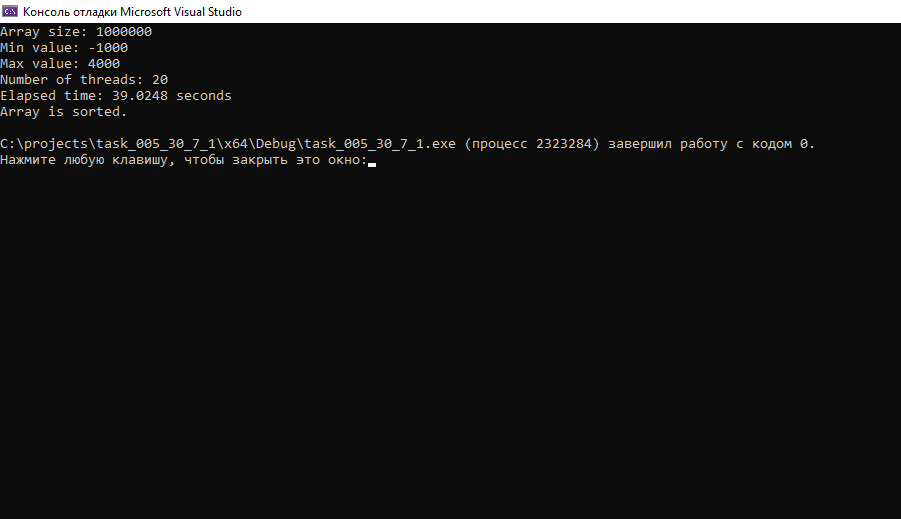 Консоль отладки Microsoft Visual Studio
Array size: 1000000
Min value: -1000
Max value: 4000
Number of threads: 20
Elapsed time: 39.0248 seconds
Array is sorted.
C:\projects\task_005_30_7_1\x64\Debug\task_005_30_7_1.exe (процесс 2323284) завершил работу с кодом 0.
Нажмите любую клавишу, чтобы закрыть это окно: